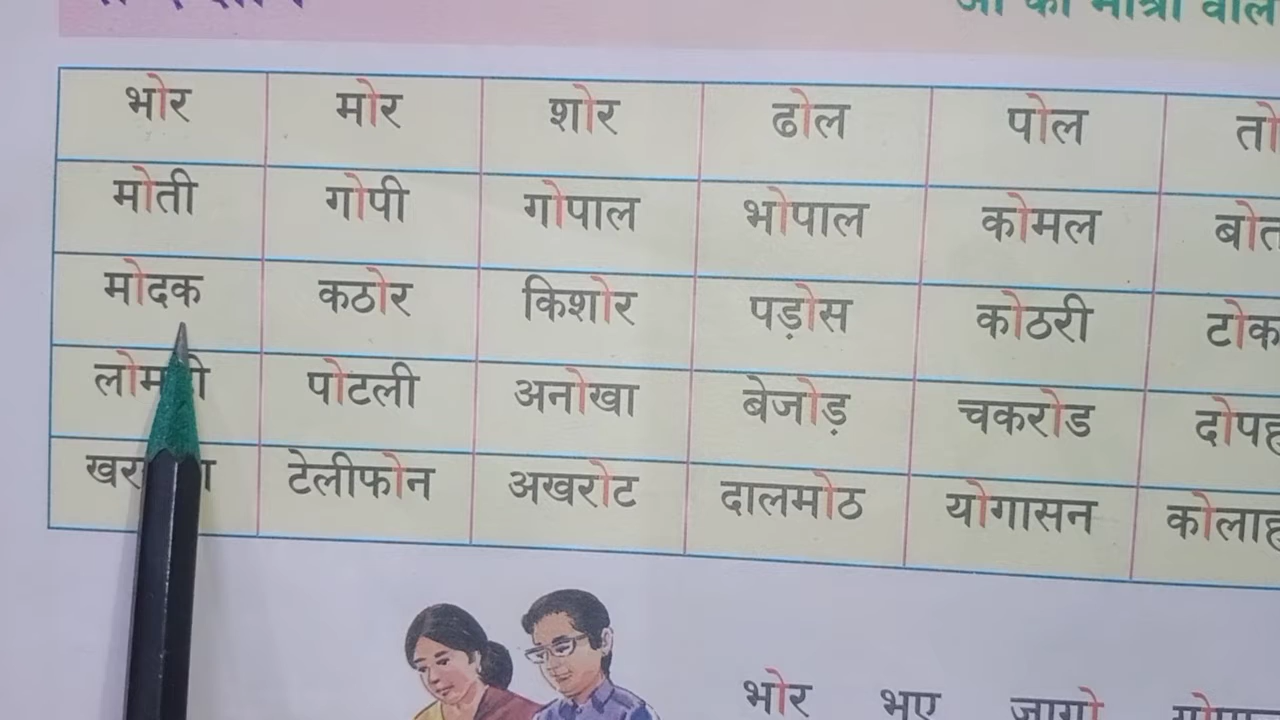 की मात्रा
भोर मोर शोर ढोल पोल
मोती गोपी गोपाल भोपाल कोमल
मोदक कठोर किशोर पड़ोस कोठरी
पोटली अनोखा बेजोड़ चकरोड
टेलीफोन अखरोट दालमोठ योगासन
भोर भए जागो